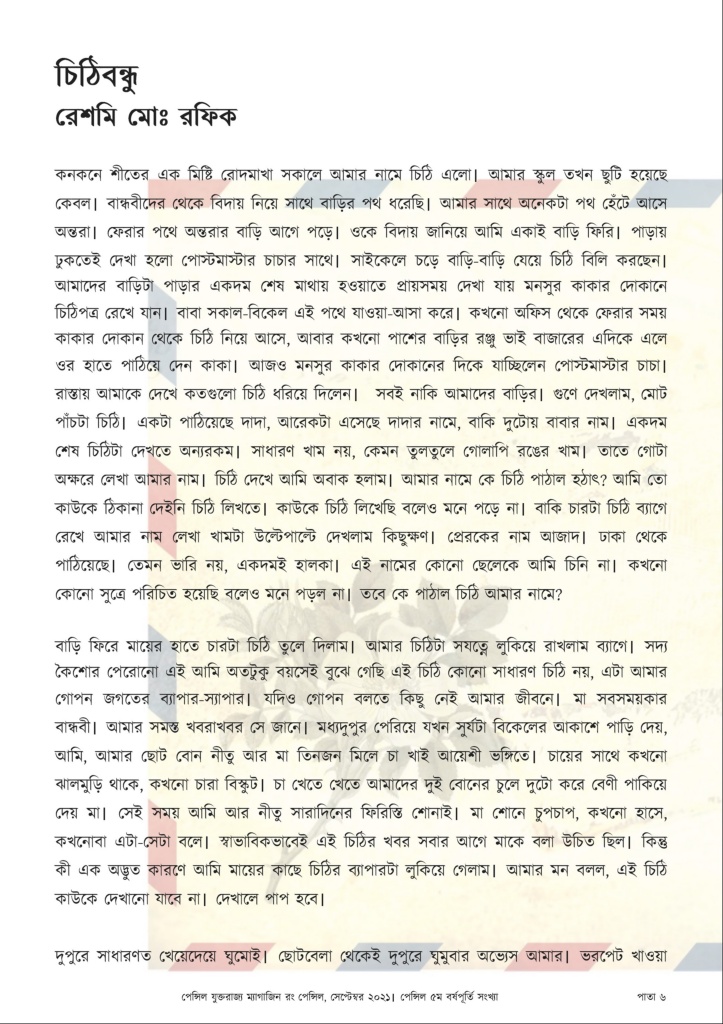 চিঠিবন্ধু
রেশমি মোঃ রফিক
কনকনে শীতের এক মিষ্টি রোদমাখা সকালে আমার নামে চিঠি এলো। আমার স্কুল তখন ছুটি হয়েছে
কেবল। বান্ধবীদের থেকে বিদায় নিয়ে সাথে বাড়ির পথ ধরেছি। আমার সাথে অনেকটা পথ হেঁটে আসে
অন্তরা। ফেরার পথে অন্তরার বাড়ি আগে পড়ে। ওকে বিদায় জানিয়ে আমি একাই বাড়ি ফিরি। পাড়ায়
ঢুকতেই দেখা হলো পোস্টমাস্টার চাচার সাথে। সাইকেলে চড়ে বাড়ি-বাড়ি যেয়ে চিঠি বিলি করছেন।
আমাদের বাড়িটা পাড়ার একদম শেষ মাথায় হওয়াতে প্রায়সময় দেখা যায় মনসুর কাকার দোকানে
চিঠিপত্র রেখে যান। বাবা সকাল-বিকেল এই পথে যাওয়া-আসা করে। কখনো অফিস থেকে ফেরার সময়
কাকার দোকান থেকে চিঠি নিয়ে আসে, আবার কখনো পাশের বাড়ির রঞ্জু ভাই বাজারের এদিকে এলে
ওর হাতে পাঠিয়ে দেন কাকা। আজও মনসুর কাকার দোকানের দিকে যাচ্ছিলেন পোস্টমাস্টার চাচা।
রাস্তায় আমাকে দেখে কতগুলো চিঠি ধরিয়ে দিলেন। সবই নাকি আমাদের বাড়ির। গুণে দেখলাম, মোট
পাঁচটা চিঠি। একটা পাঠিয়েছে দাদা, আরেকটা এসেছে দাদার নামে, বাকি দুটোয় বাবার নাম। একদম
শেষ চিঠিটা দেখতে অন্যরকম। সাধারণ খাম নয়, কেমন তুলতুলে গোলাপি রঙের খাম। তাতে গোটা
অক্ষরে লেখা আমার নাম। চিঠি দেখে আমি অবাক হলাম। আমার নামে কে চিঠি পাঠাল হঠাৎ? আমি তো
কাউকে ঠিকানা দেইনি চিঠি লিখতে। কাউকে চিঠি লিখেছি বলেও মনে পড়ে না। বাকি চারটা চিঠি ব্যাগে
রেখে আমার নাম লেখা খামটা উল্টেপাল্টে দেখলাম কিছুক্ষণ। প্রেরকের নাম আজাদ। ঢাকা থেকে
পাঠিয়েছে। তেমন ভারি নয়, একদমই হালকা। এই নামের কোনো ছেলেকে আমি চিনি না। কখনো
কোনো সুত্রে পরিচিত হয়েছি বলেও মনে পড়ল না। তবে কে পাঠাল চিঠি আমার নামে?
বাড়ি ফিরে মায়ের হাতে চারটা চিঠি তুলে দিলাম। আমার চিঠিটা সযত্নে লুকিয়ে রাখলাম ব্যাগে। সদ্য
কৈশোর পেরোনো এই আমি অতটুকু বয়সেই বুঝে গেছি এই চিঠি কোনো সাধারণ চিঠি নয়, এটা আমার
গোপন জগতের ব্যাপার-স্যাপার। যদিও গোপন বলতে কিছু নেই আমার জীবনে। মা সবসময়কার
বান্ধবী। আমার সমস্ত খবরাখবর সে জানে। মধ্যদুপুর পেরিয়ে যখন সুর্যটা বিকেলের আকাশে পাড়ি দেয়,
আমি, আমার ছোট বোন নীতু আর মা তিনজন মিলে চা খাই আয়েশী ভঙ্গিতে। চায়ের সাথে কখনো
ঝালমুড়ি থাকে, কখনো চারা বিস্কুট। চা খেতে খেতে আমাদের দুই বোনের চুলে দুটো করে বেণী পাকিয়ে
দেয় মা। সেই সময় আমি আর নীতু সারাদিনের ফিরিস্তি শোনাই। মা শোনে চুপচাপ, কখনো হাসে,
কখনোবা এটা-সেটা বলে। স্বাভাবিকভাবেই এই চিঠির খবর সবার আগে মাকে বলা উচিত ছিল। কিন্তু
কী এক অদ্ভুত কারণে আমি মায়ের কাছে চিঠির ব্যাপারটা লুকিয়ে গেলাম। আমার মন বলল, এই চিঠি
কাউকে দেখানো যাবে না। দেখালে পাপ হবে।
দুপুরে সাধারণত খেয়েদেয়ে ঘুমোই। ছোটবেলা থেকেই দুপুরে ঘুমুবার অভ্যেস আমার। ভরপেট খাওয়া
পেন্সিল যুক্তরাজ্য ম্যাগাজিন রং পেন্সিল, সেপ্টেম্বর ২০২১। পেন্সিল ৫ম বর্ষপূর্তি সংখ্যা পাতা ৬